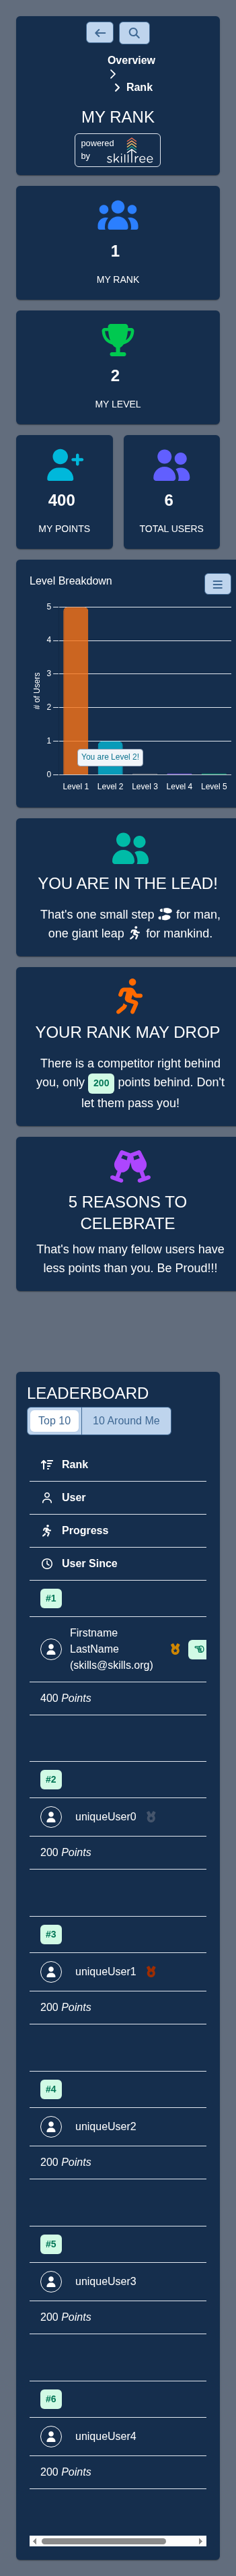 Overview
Rank
MY RANK
powered
by
skilltree
1
MY RANK
2
MY LEVEL
400
MY POINTS
6
TOTAL USERS
Level Breakdown
# of Users
5
4
3
2
1
0
You are Level 2!
Level 1 Level 2 Level 3 Level 4 Level 5
YOU ARE IN THE LEAD!
That's one small step for man,
one giant leap for mankind.
YOUR RANK MAY DROP
There is a competitor right behind
you, only 200 points behind. Don't
let them pass you!
5 REASONS TO
CELEBRATE
That's how many fellow users have
less points than you. Be Proud!!!
LEADERBOARD
Top 10 10 Around Me
Rank
User
Progress
User Since
#1
Firstname
LastName
(skills@skills.org)
400 Points
#2
uniqueUser0
200 Points
#3
uniqueUser1
200 Points
#4
uniqueUser2
200 Points
#5
uniqueUser3
200 Points
#6
uniqueUser4
200 Points